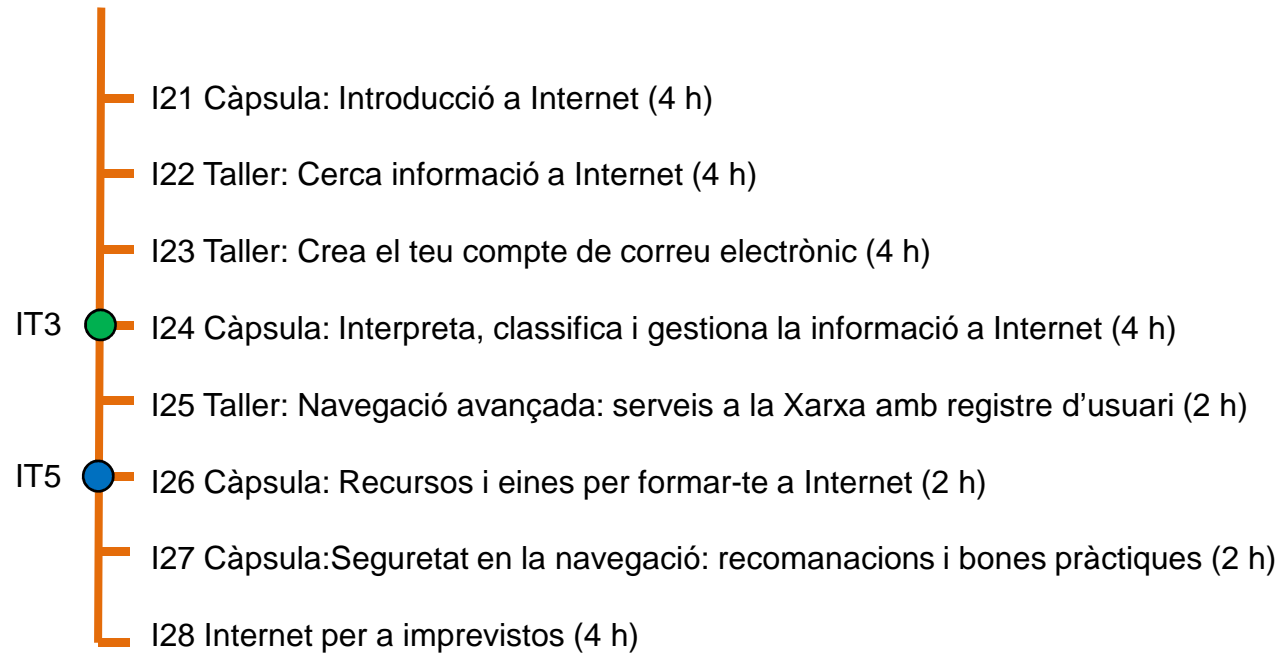 I21 Càpsula: Introducció a Internet (4 h)
I22 Taller: Cerca informació a Internet (4 h)
I23 Taller: Crea el teu compte de correu electrònic (4 h)
IT3 I24 Càpsula: Interpreta, classifica i gestiona la informació a Internet (4 h)
I25 Taller: Navegació avançada: serveis a la Xarxa amb registre d’usuari (2 h)
IT5 I26 Càpsula: Recursos i eines per formar-te a Internet (2 h)
I27 Càpsula:Seguretat en la navegació: recomanacions i bones pràctiques (2 h)
I28 Internet per a imprevistos (4 h)